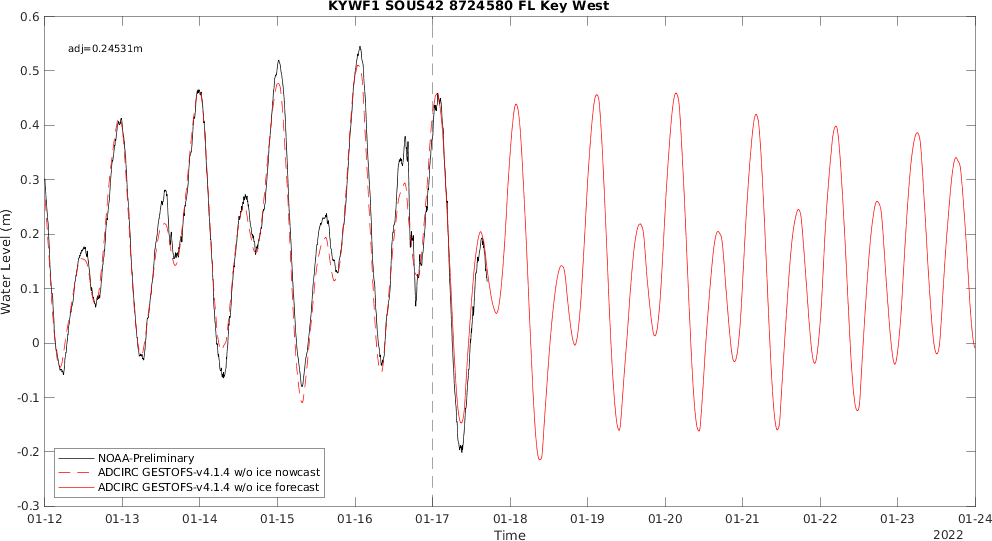 KYWF1 SOUS42 8724580 FL Key West
adj=0.24531m
0.6
0.5
0.4
0.3
0.2
0.1
0
-0.1
-0.2
-0.3
Water Level (m)
NOAA-Preliminary
ADCIRC GESTOFS-v4.1.4 w/o ice nowcast
ADCIRC GESTOFS-v4.1.4 w/o ice forecast
01-12 01-13 01-14 01-15 01-16 01-17 01-18 01-19 01-20 01-21 01-22 01-23 01-24
Time
2022